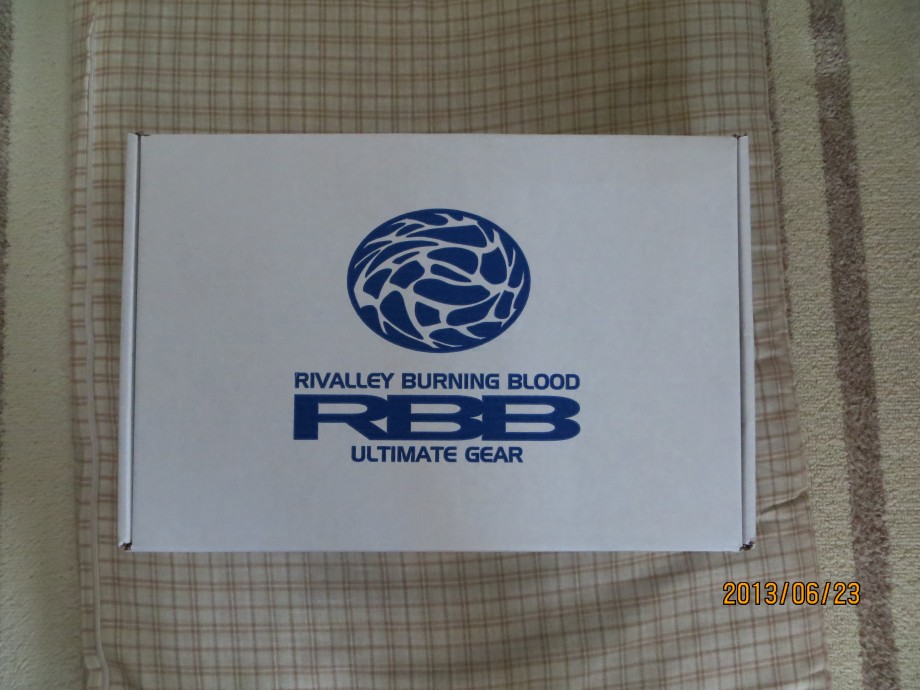 RIVALLEY BURNING BLOOD
RBB
ULTIMATE GEAR
2013/06/23